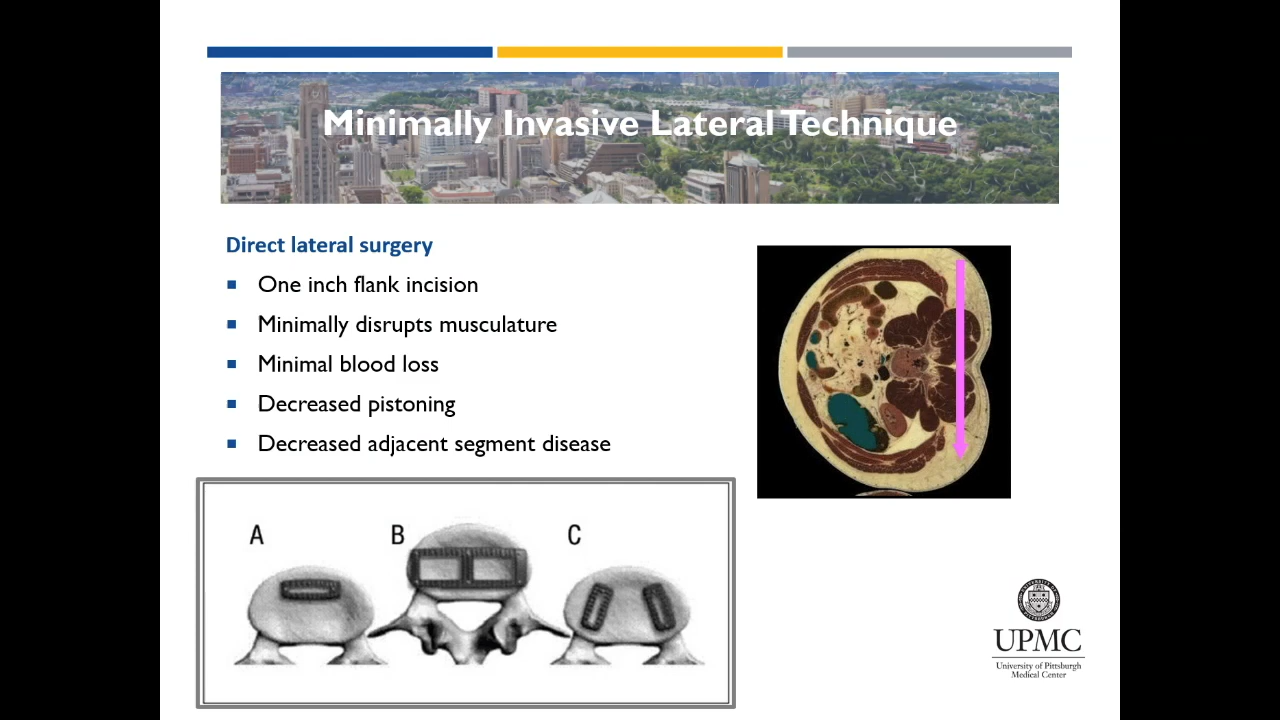 Minimally Invasive Lateral Technique
Direct lateral surgery
One inch flank incision
Minimally disrupts musculature
Minimal blood loss
Decreased pistoning
Decreased adjacent segment disease
A
B
C
UPMC
University of Pittsburgh
Medical Center